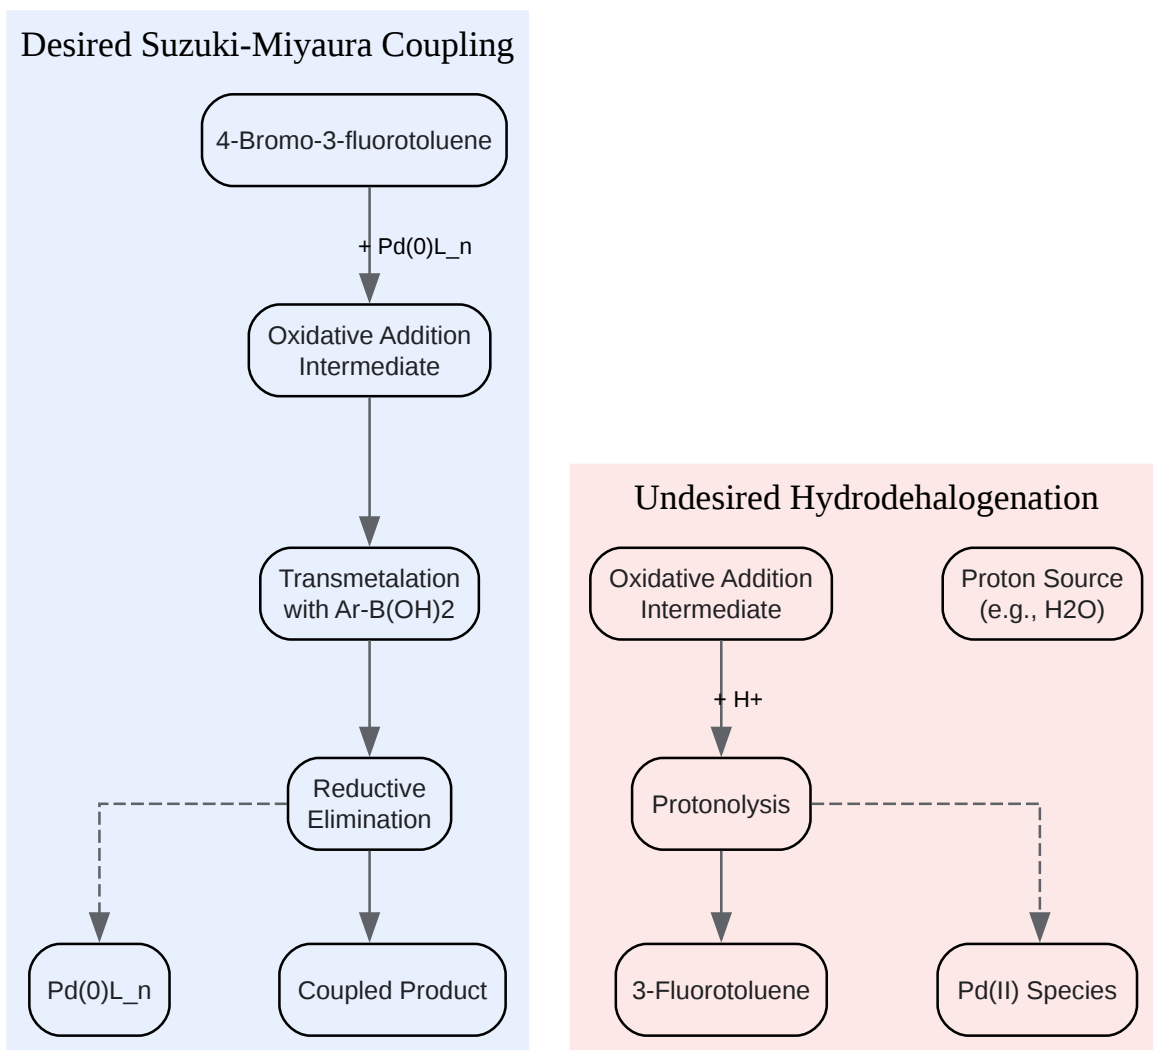 Desired Suzuki-Miyaura Coupling
4-Bromo-3-fluorotoluene
+ Pd(0)L_n
Oxidative Addition
Intermediate
Transmetalation
with Ar-B(OH)2
Reductive
Elimination
Pd(0)L_n
Coupled Product
Undesired Hydrodehalogenation
Oxidative Addition
Intermediate
Proton Source
(e.g., H2O)
+ H+
Protonolysis
3-Fluorotoluene
Pd(II) Species